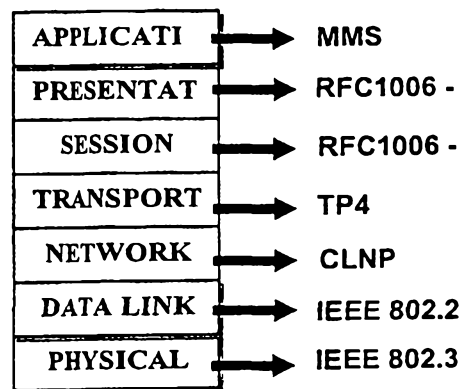 APPLICATI MMS
PRESENTAT RFC1006 -
SESSION RFC1006 -
TRANSPORT TP4
NETWORK CLNP
DATA LINK IEEE 802.2
PHYSICAL IEEE 802.3